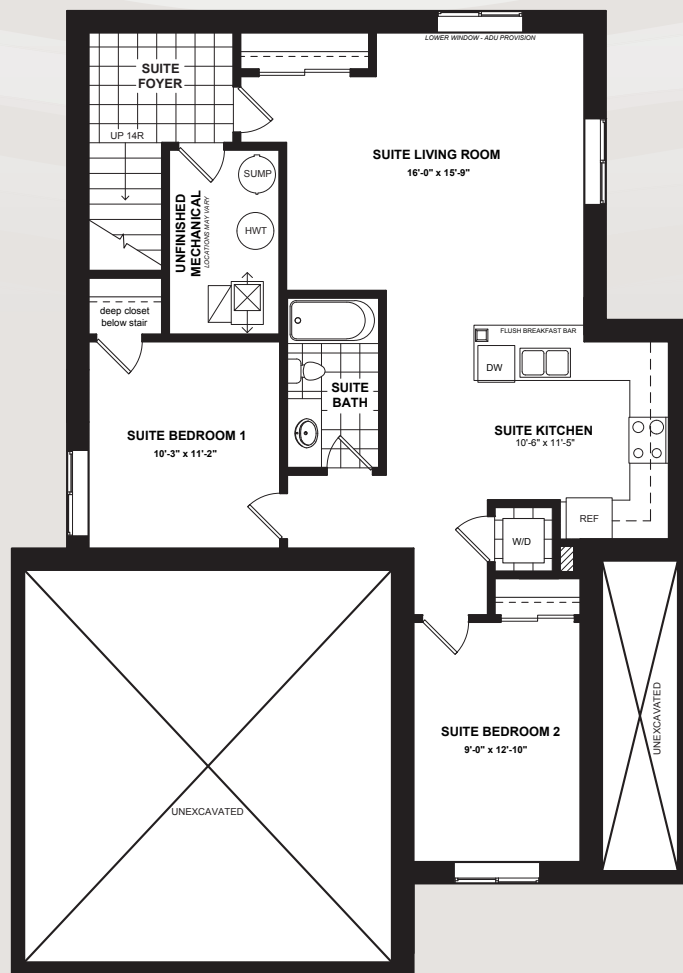 LOWER WINDOW - ADU PROVISION
SUITE
FOYER
UP 14R
SUITE LIVING ROOM
16'-0" x 15'-9"
SUMP
UNFINISHED
MECHANICAL
LOCATIONS MAY VARY
HWT
deep closet
below stair
FLUSH BREAKFAST BAR
DW
SUITE
BATH
SUITE BEDROOM 1
10'-3" x 11'-2"
SUITE KITCHEN
10'-6" x 11'-5"
REF
W/D
SUITE BEDROOM 2
9'-0" x 12'-10"
UNEXCAVATED
UNEXCAVATED